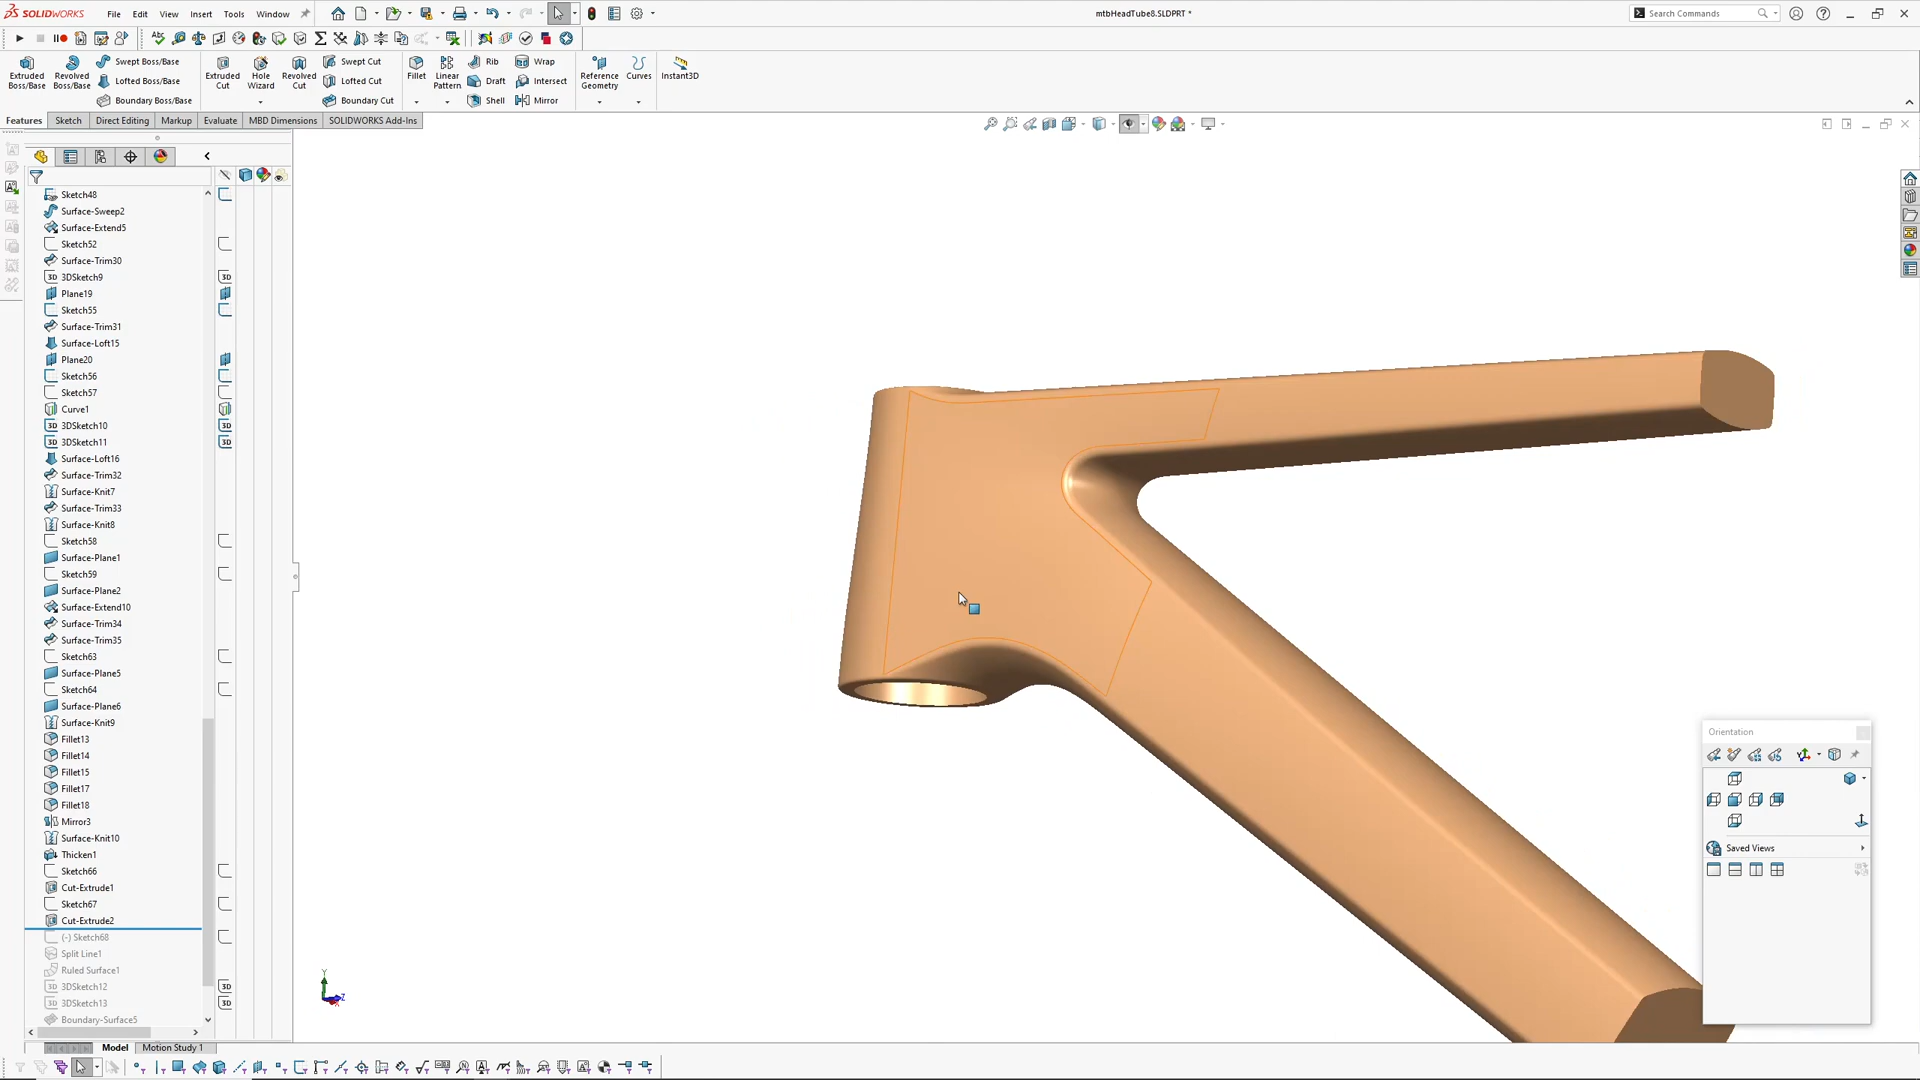 SOLIDWORKS
File Edit View Insert Tools Window
mtbHeadTube8.SLDPRT *
Search Commands
Extruded Boss/Base
Revolved Boss/Base
Swept Boss/Base
Lofted Boss/Base
Boundary Boss/Base
Extruded Cut
Hole Wizard
Revolved Cut
Swept Cut
Lofted Cut
Boundary Cut
Fillet
Linear Pattern
Rib
Draft
Shell
Wrap
Intersect
Mirror
Reference Geometry
Curves
Instant3D
Features Sketch Direct Editing Markup Evaluate MBD Dimensions SOLIDWORKS Add-Ins
Sketch48
Surface-Sweep2
Surface-Extend5
Sketch52
Surface-Trim30
3DSketch9
Plane19
Sketch55
Surface-Trim31
Surface-Loft15
Plane20
Sketch56
Sketch57
Curve1
3DSketch10
3DSketch11
Surface-Loft16
Surface-Trim32
Surface-Knit7
Surface-Trim33
Surface-Knit8
Sketch58
Surface-Plane1
Sketch59
Surface-Plane2
Surface-Extend10
Surface-Trim34
Surface-Trim35
Sketch63
Surface-Plane5
Sketch64
Surface-Plane6
Surface-Knit9
Fillet13
Fillet14
Fillet15
Fillet17
Fillet18
Mirror3
Surface-Knit10
Thicken1
Sketch66
Cut-Extrude1
Sketch67
Cut-Extrude2
(-) Sketch68
Split Line1
Ruled Surface1
3DSketch12
3DSketch13
Boundary-Surface5
Orientation
Saved Views
Model Motion Study 1